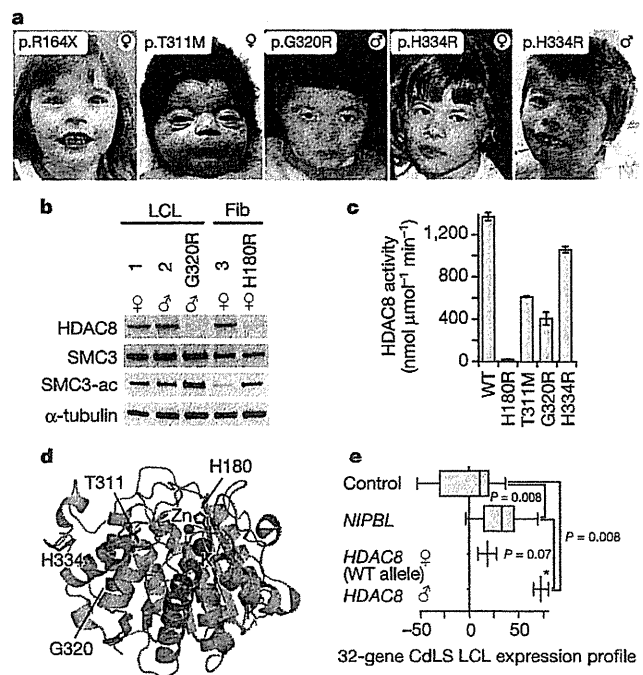 a
p.R164X ♀ p.T311M ♀ p.G320R ♂ p.H334R ♀ p.H334R ♂
b
LCL Fib
1 2 G320R 3 H180R
♀ ♂ ♂ ♀ ♀
HDAC8
SMC3
SMC3-ac
α-tubulin
c
HDAC8 activity
(nmol μmol⁻¹ min⁻¹)
1,200
800
400
0
WT H180R T311M G320R H334R
d
T311 H180
Zn
K
H334
G320
e
Control
P = 0.008
NIPBL
P = 0.008
HDAC8 ♀
(WT allele)
P = 0.07
HDAC8 ♂
*
−50 0 50
32-gene CdLS LCL expression profile